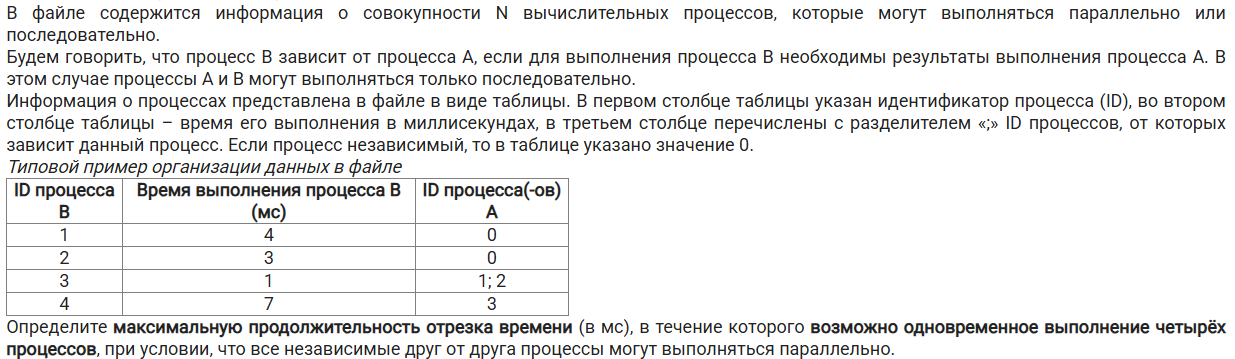 В файле содержится информация о совокупности N вычислительных процессов, которые могут выполняться параллельно или
последовательно.
Будем говорить, что процесс B зависит от процесса A, если для выполнения процесса B необходимы результаты выполнения процесса A. В
этом случае процессы A и B могут выполняться только последовательно.
Информация о процессах представлена в файле в виде таблицы. В первом столбце таблицы указан идентификатор процесса (ID), во втором
столбце таблицы – время его выполнения в миллисекундах, в третьем столбце перечислены с разделителем «;» ID процессов, от которых
зависит данный процесс. Если процесс независимый, то в таблице указано значение 0.
Типовой пример организации данных в файле
ID процесса B Время выполнения процесса B (мс) ID процесса(-ов) A
1 4 0
2 3 0
3 1 1; 2
4 7 3
Определите максимальную продолжительность отрезка времени (в мс), в течение которого возможно одновременное выполнение четырёх
процессов, при условии, что все независимые друг от друга процессы могут выполняться параллельно.